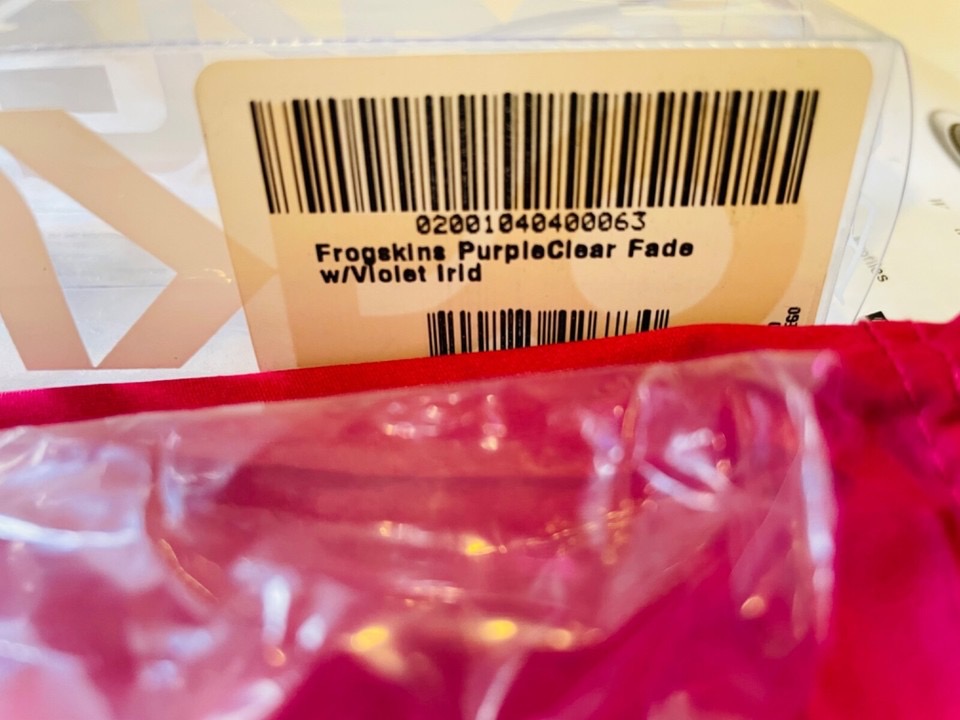 02001040400063
Frogskins PurpleClear Fade
w/Violet Irid